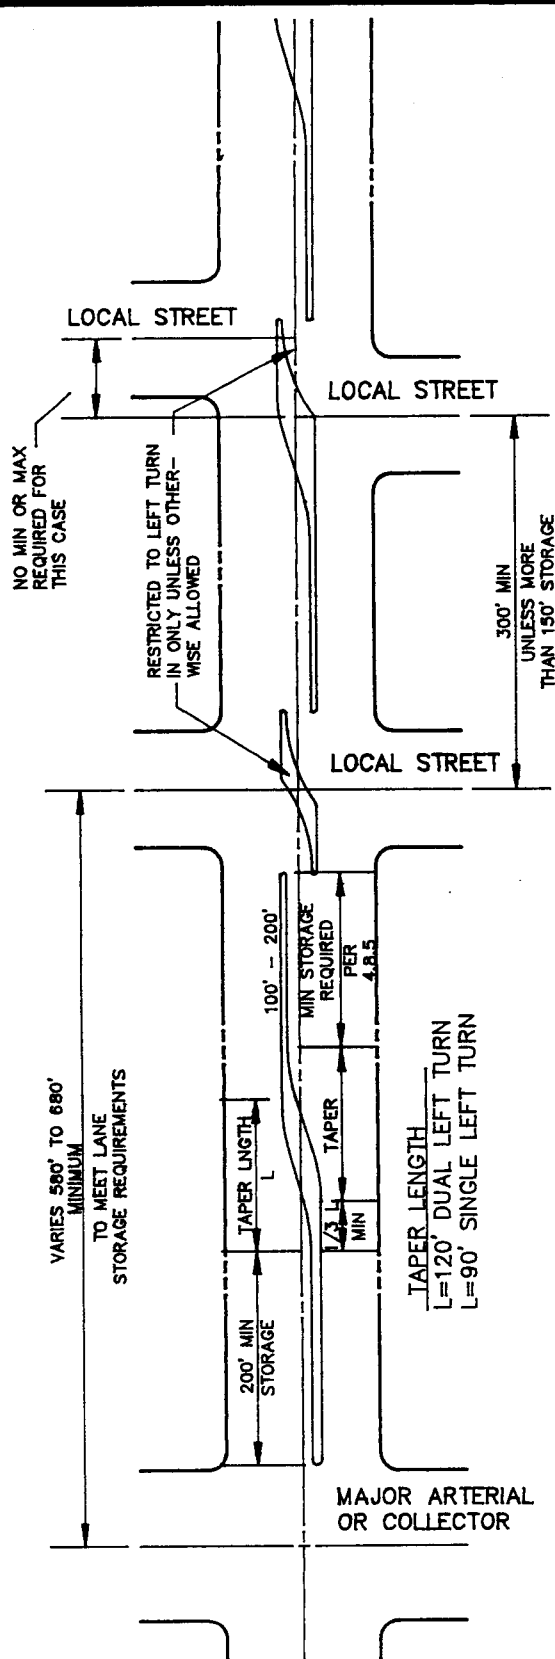 LOCAL STREET
LOCAL STREET
NO MIN OR MAX
REQUIRED FOR
THIS CASE
RESTRICTED TO LEFT TURN
IN ONLY UNLESS OTHER-
WISE ALLOWED
300' MIN
UNLESS MORE
THAN 150' STORAGE
LOCAL STREET
100' - 200'
MIN STORAGE
REQUIRED
PER
4.8.5
VARIES 580' TO 680'
MINIMUM
TO MEET LANE
STORAGE REQUIREMENTS
TAPER LNGTH
L
TAPER
1/3 L
MIN
TAPER LENGTH
L=120' DUAL LEFT TURN
L=90' SINGLE LEFT TURN
200' MIN
STORAGE
MAJOR ARTERIAL
OR COLLECTOR